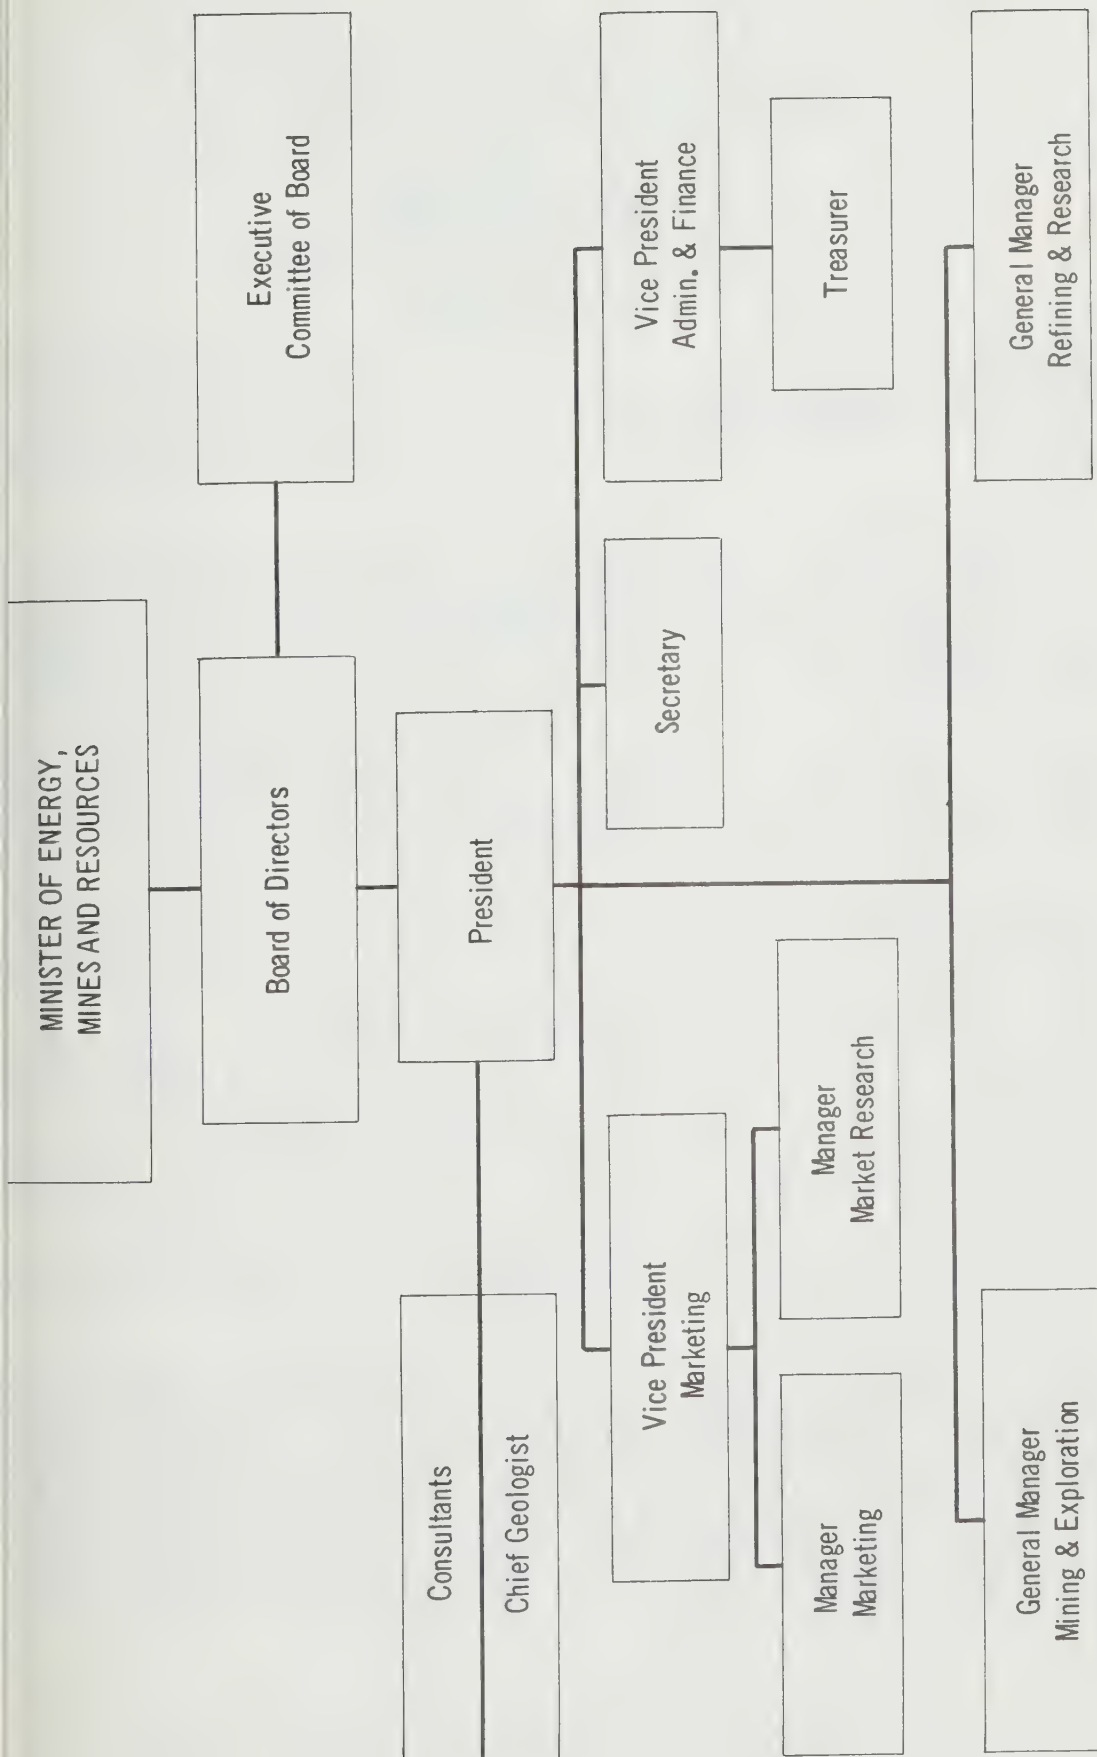 MINISTER OF ENERGY,
MINES AND RESOURCES
Board of Directors
Executive
Committee of Board
President
Consultants
Chief Geologist
Vice President
Marketing
Secretary
Vice President
Admin. & Finance
Manager
Marketing
Manager
Market Research
Treasurer
General Manager
Mining & Exploration
General Manager
Refining & Research